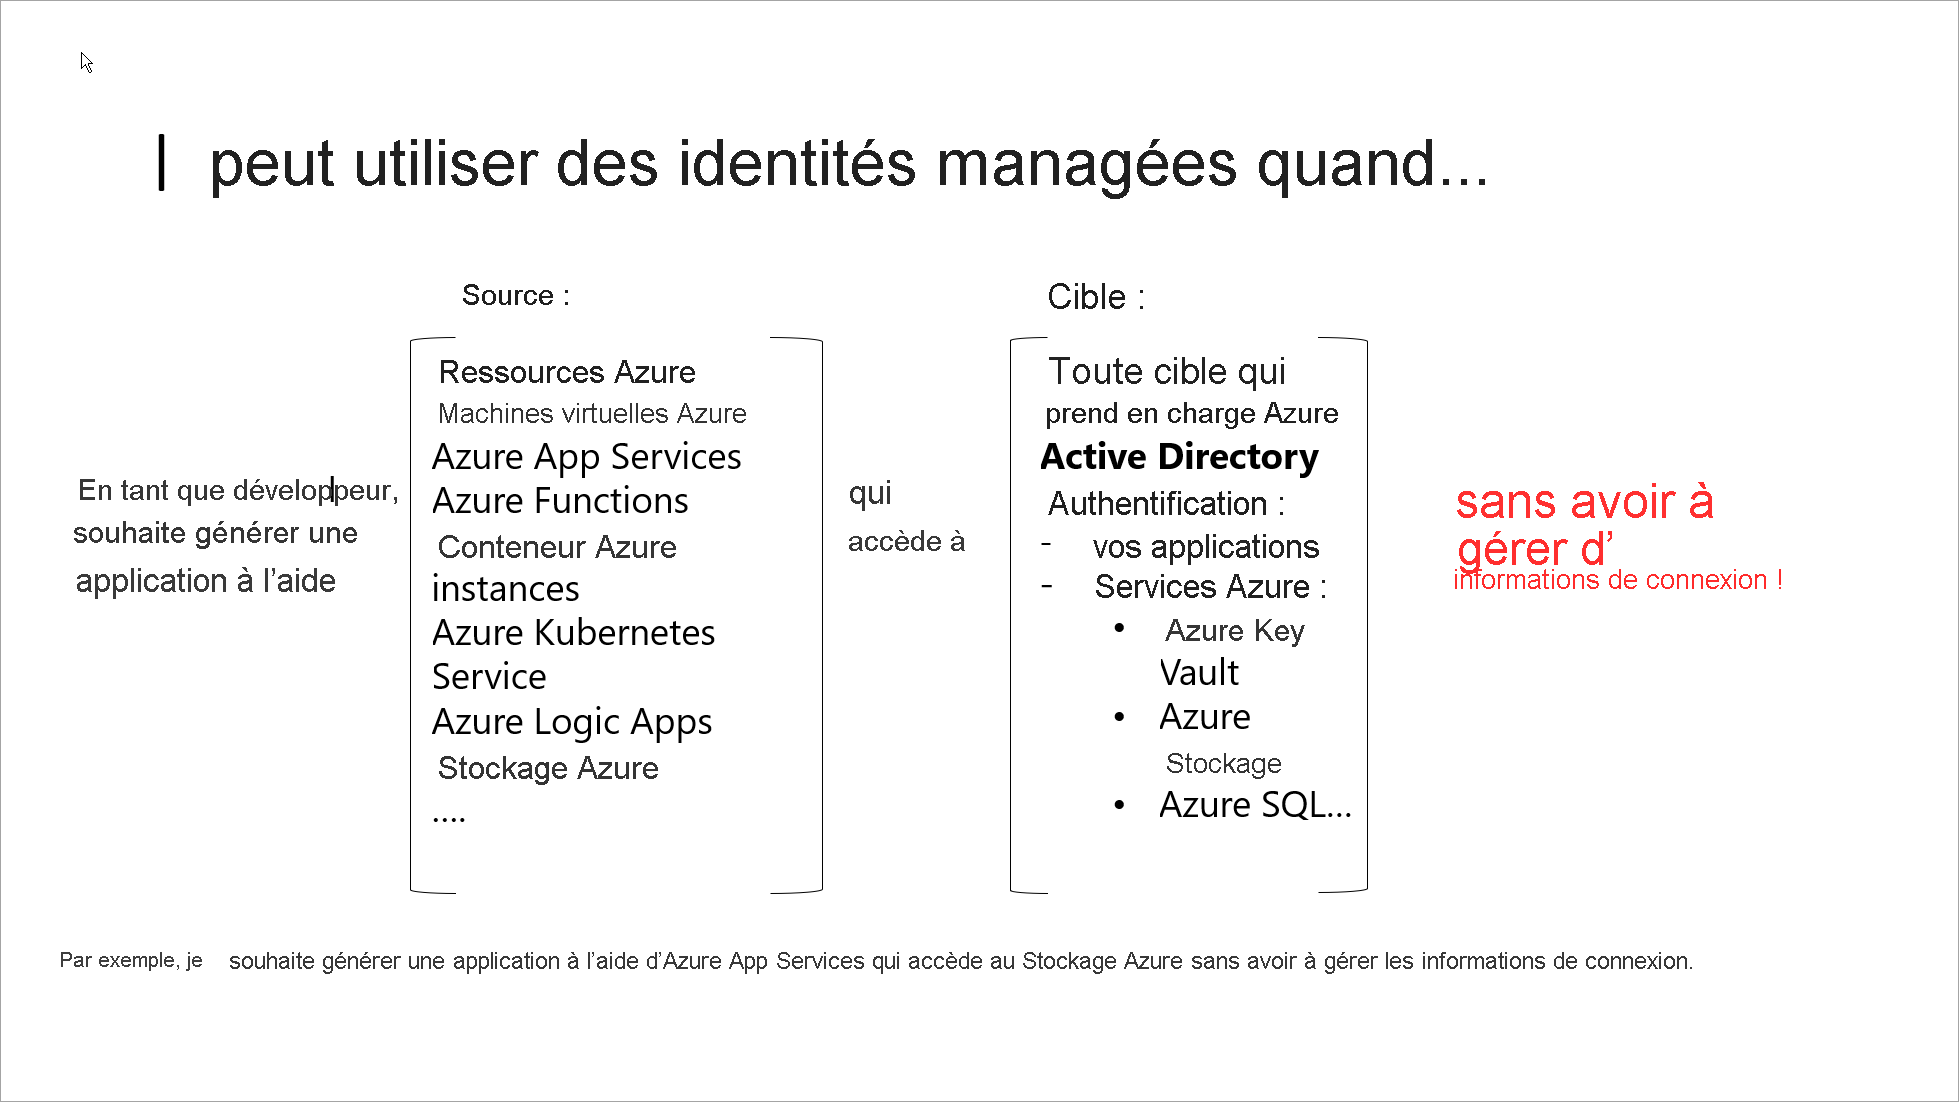 | peut utiliser des identités managées quand...
Source :
Ressources Azure
Machines virtuelles Azure
Azure App Services
Azure Functions
Conteneur Azure
instances
Azure Kubernetes
Service
Azure Logic Apps
Stockage Azure
....
Cible :
Toute cible qui
prend en charge Azure
Active Directory
Authentification :
- vos applications
- Services Azure :
• Azure Key
Vault
• Azure
Stockage
• Azure SQL...
En tant que développeur,
souhaite générer une
application à l’aide
qui
accède à
sans avoir à
gérer d’
informations de connexion !
Par exemple, je souhaite générer une application à l’aide d’Azure App Services qui accède au Stockage Azure sans avoir à gérer les informations de connexion.